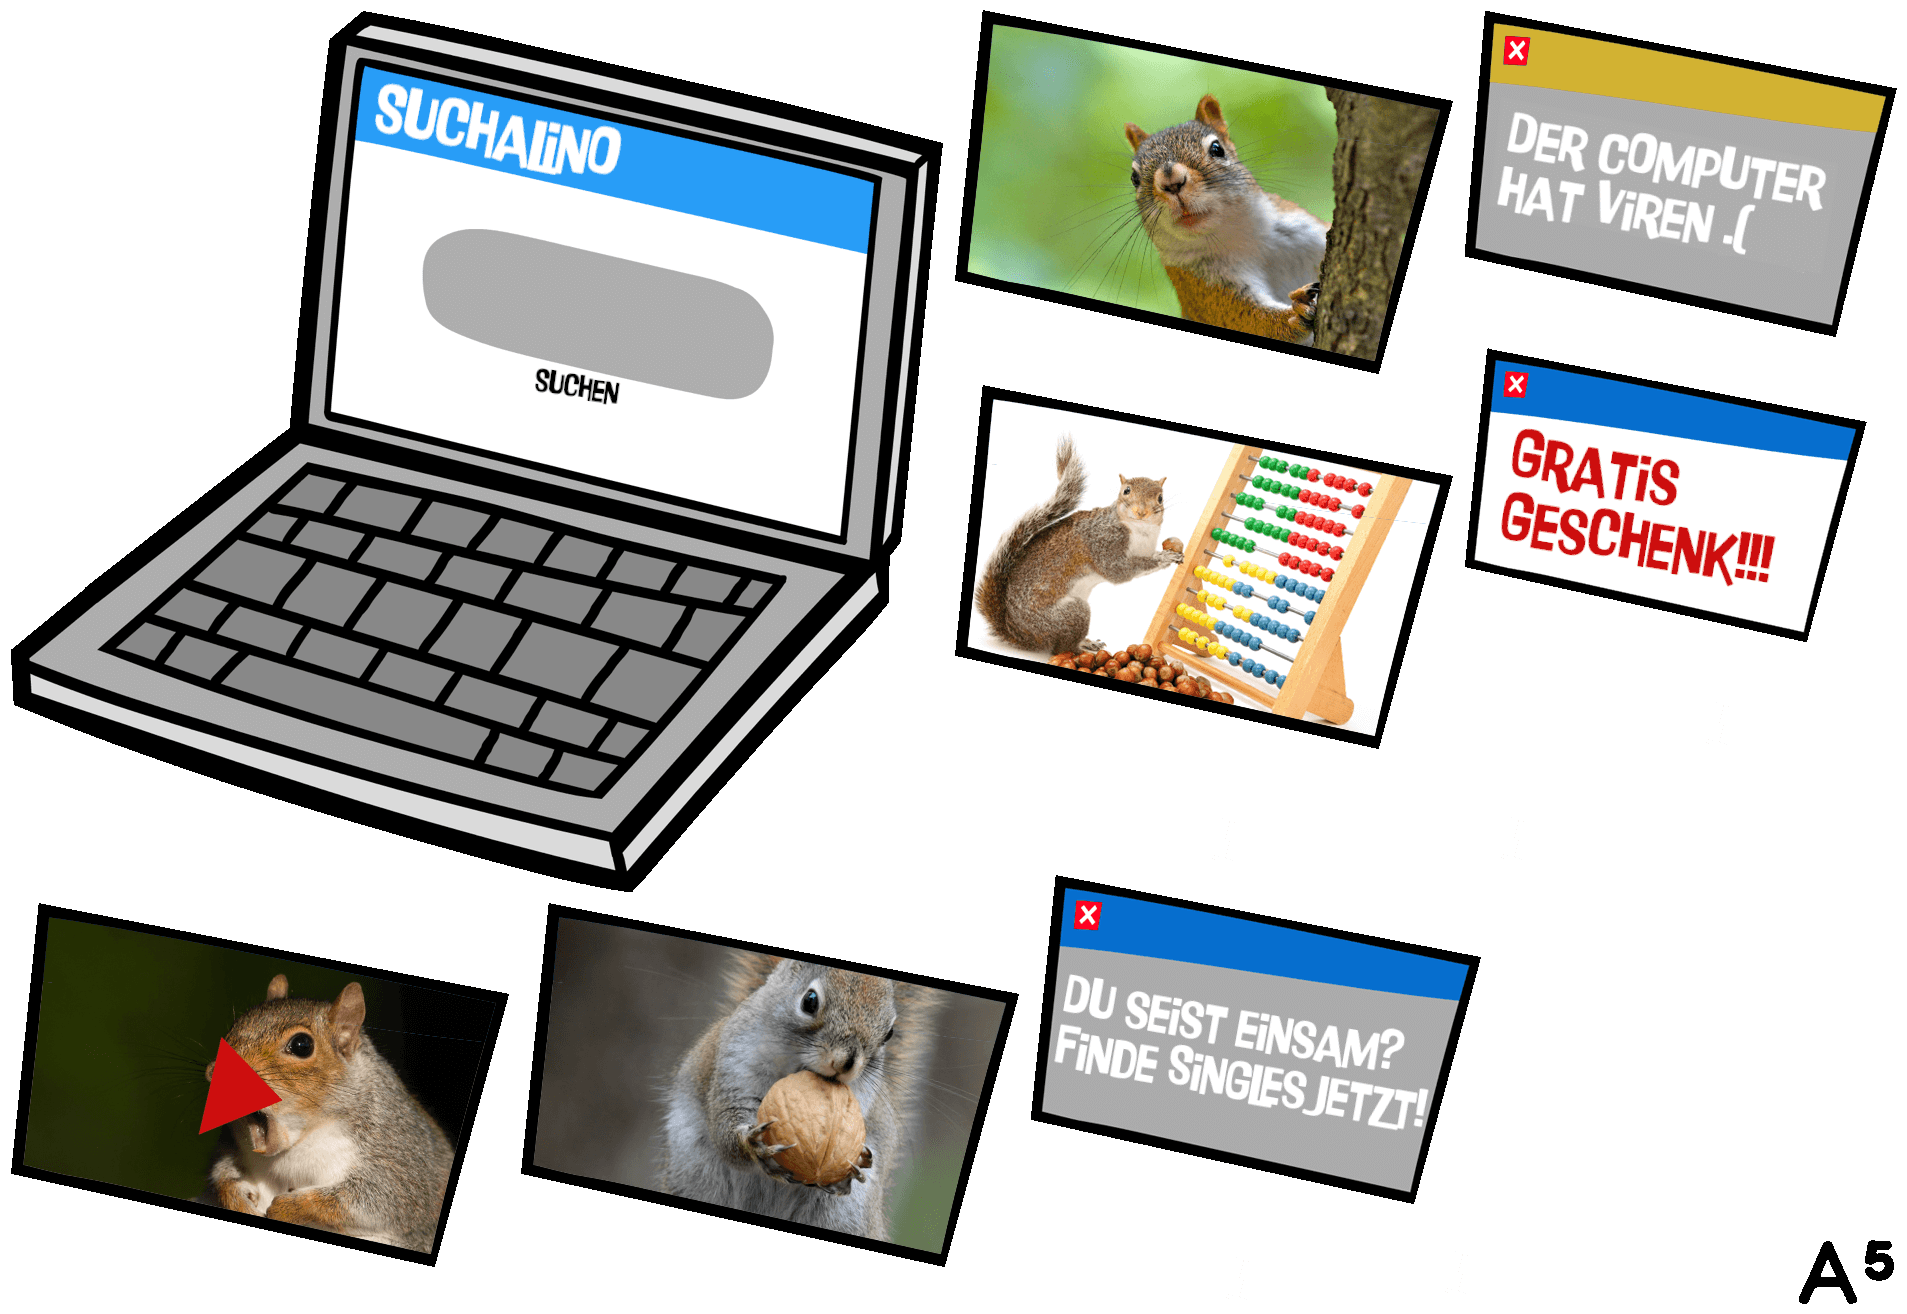 SUCHALiNO
SUCHEN
DER COMPUTER
HAT ViREN .(
GRATiS
GESCHENK!!!
DU SEiST EiNSAM?
FiNDE SiNGLES JETZT!
A⁵